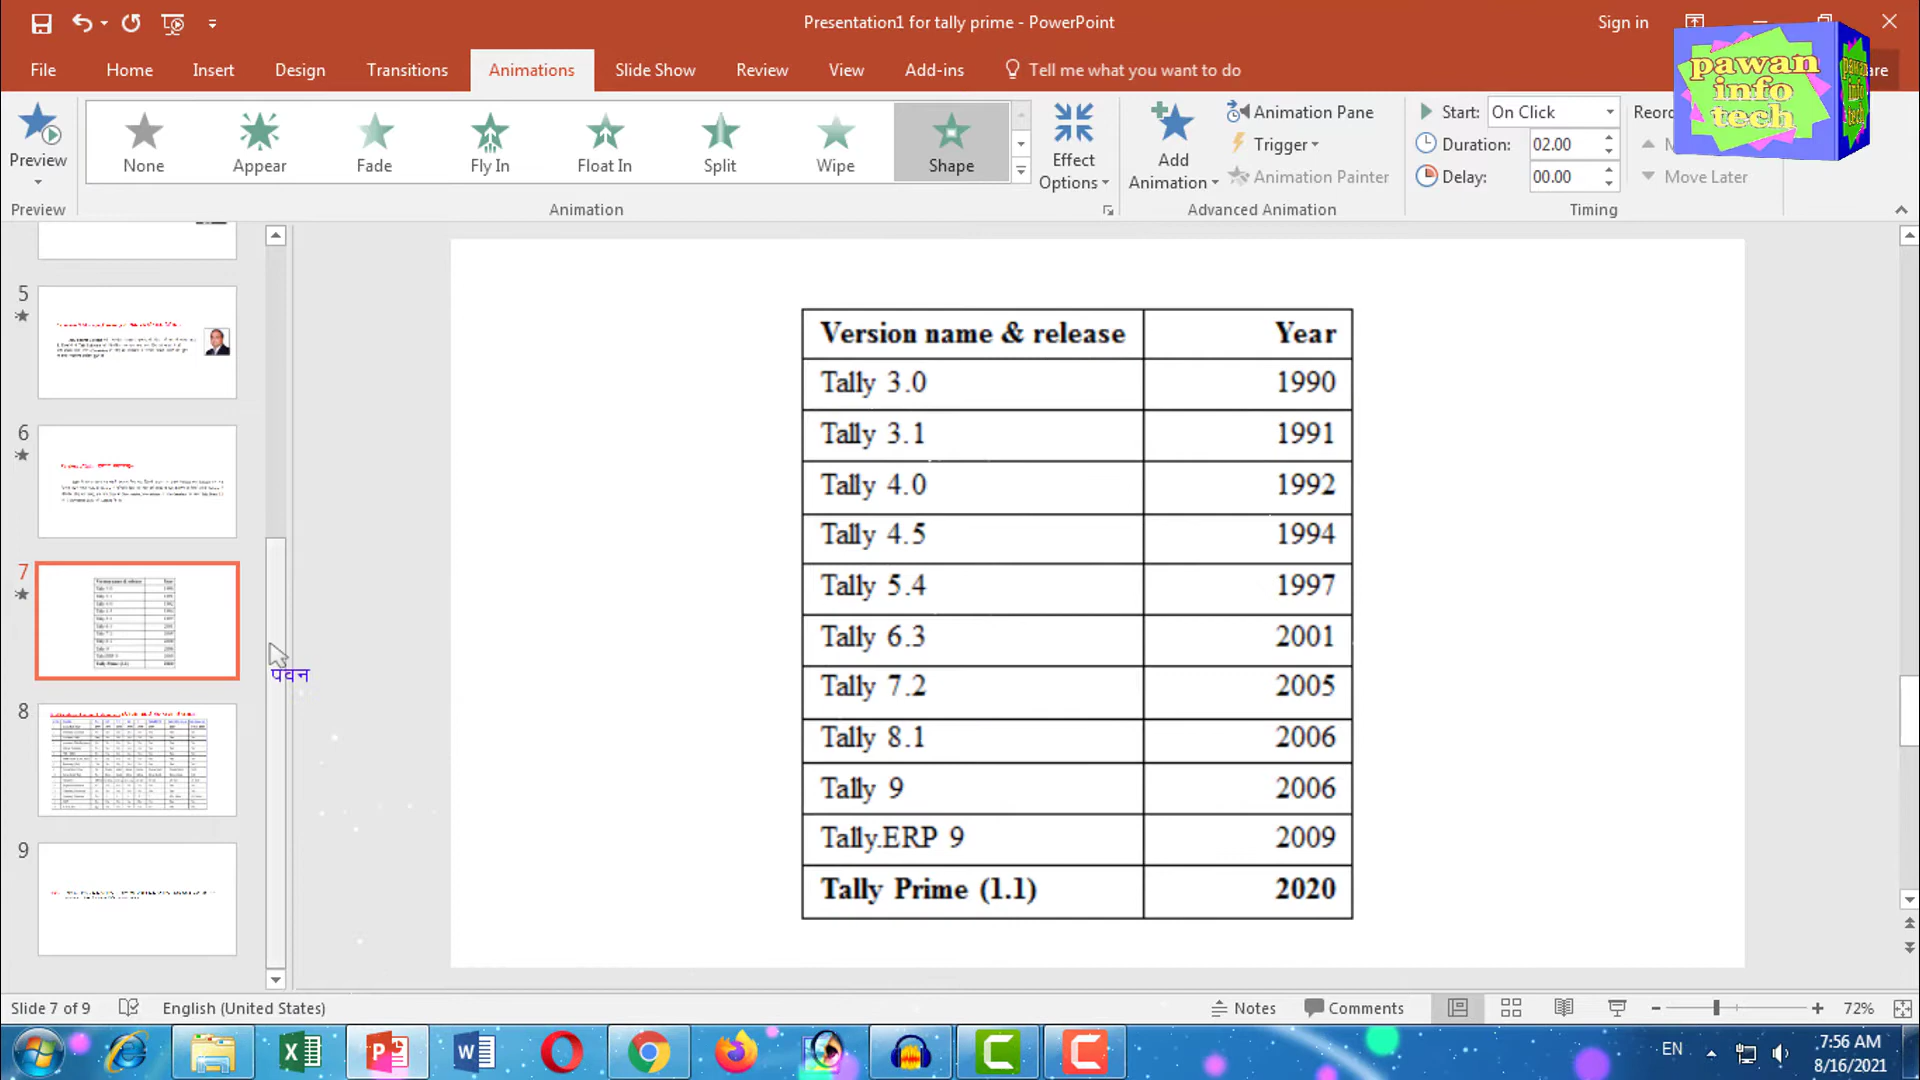 Presentation1 for tally prime - PowerPoint
Sign in
File
Home
Insert
Design
Transitions
Animations
Slide Show
Review
View
Add-ins
Tell me what you want to do
are
pawan
info
tech
pawan
info
tech
Preview
None
Appear
Fade
Fly In
Float In
Split
Wipe
Shape
Effect
Options
Add
Animation
Animation Pane
Trigger
Animation Painter
Start:
On Click
Duration:
02.00
Delay:
00.00
Move Later
Preview
Animation
Advanced Animation
Timing
5
6
7
8
9
पवन
Version name & release Year
Tally 3.0 1990
Tally 3.1 1991
Tally 4.0 1992
Tally 4.5 1994
Tally 5.4 1997
Tally 6.3 2001
Tally 7.2 2005
Tally 8.1 2006
Tally 9 2006
Tally.ERP 9 2009
Tally Prime (1.1) 2020
Slide 7 of 9
English (United States)
Notes
Comments
72%
EN
7:56 AM
8/16/2021